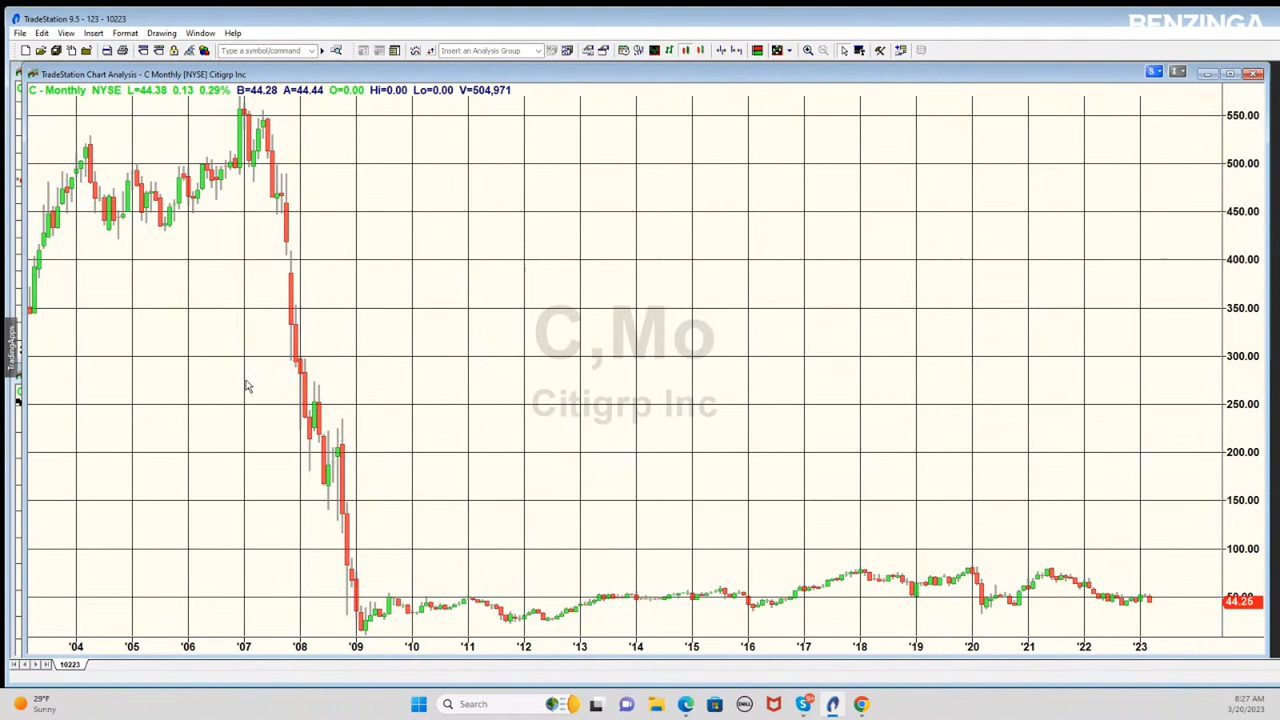 TradeStation 9.5 - 123 - 10223
BENZINGA
File Edit View Insert Format Drawing Window Help
Type a symbol/command
Insert an Analysis Group
TradeStation Chart Analysis - C Monthly [NYSE] Citigrp Inc
C - Monthly NYSE L=44.38 0.13 0.29% B=44.28 A=44.44 O=0.00 Hi=0.00 Lo=0.00 V=504,971
550.00
500.00
450.00
400.00
350.00
300.00
250.00
200.00
150.00
100.00
44.25
C,Mo
Citigrp Inc
TradingApps
'04 '05 '06 '07 '08 '09 '10 '11 '12 '13 '14 '15 '16 '17 '18 '19 '20 '21 '22 '23
10223
29°F
Sunny
Search
DELL
8:27 AM
3/20/2023